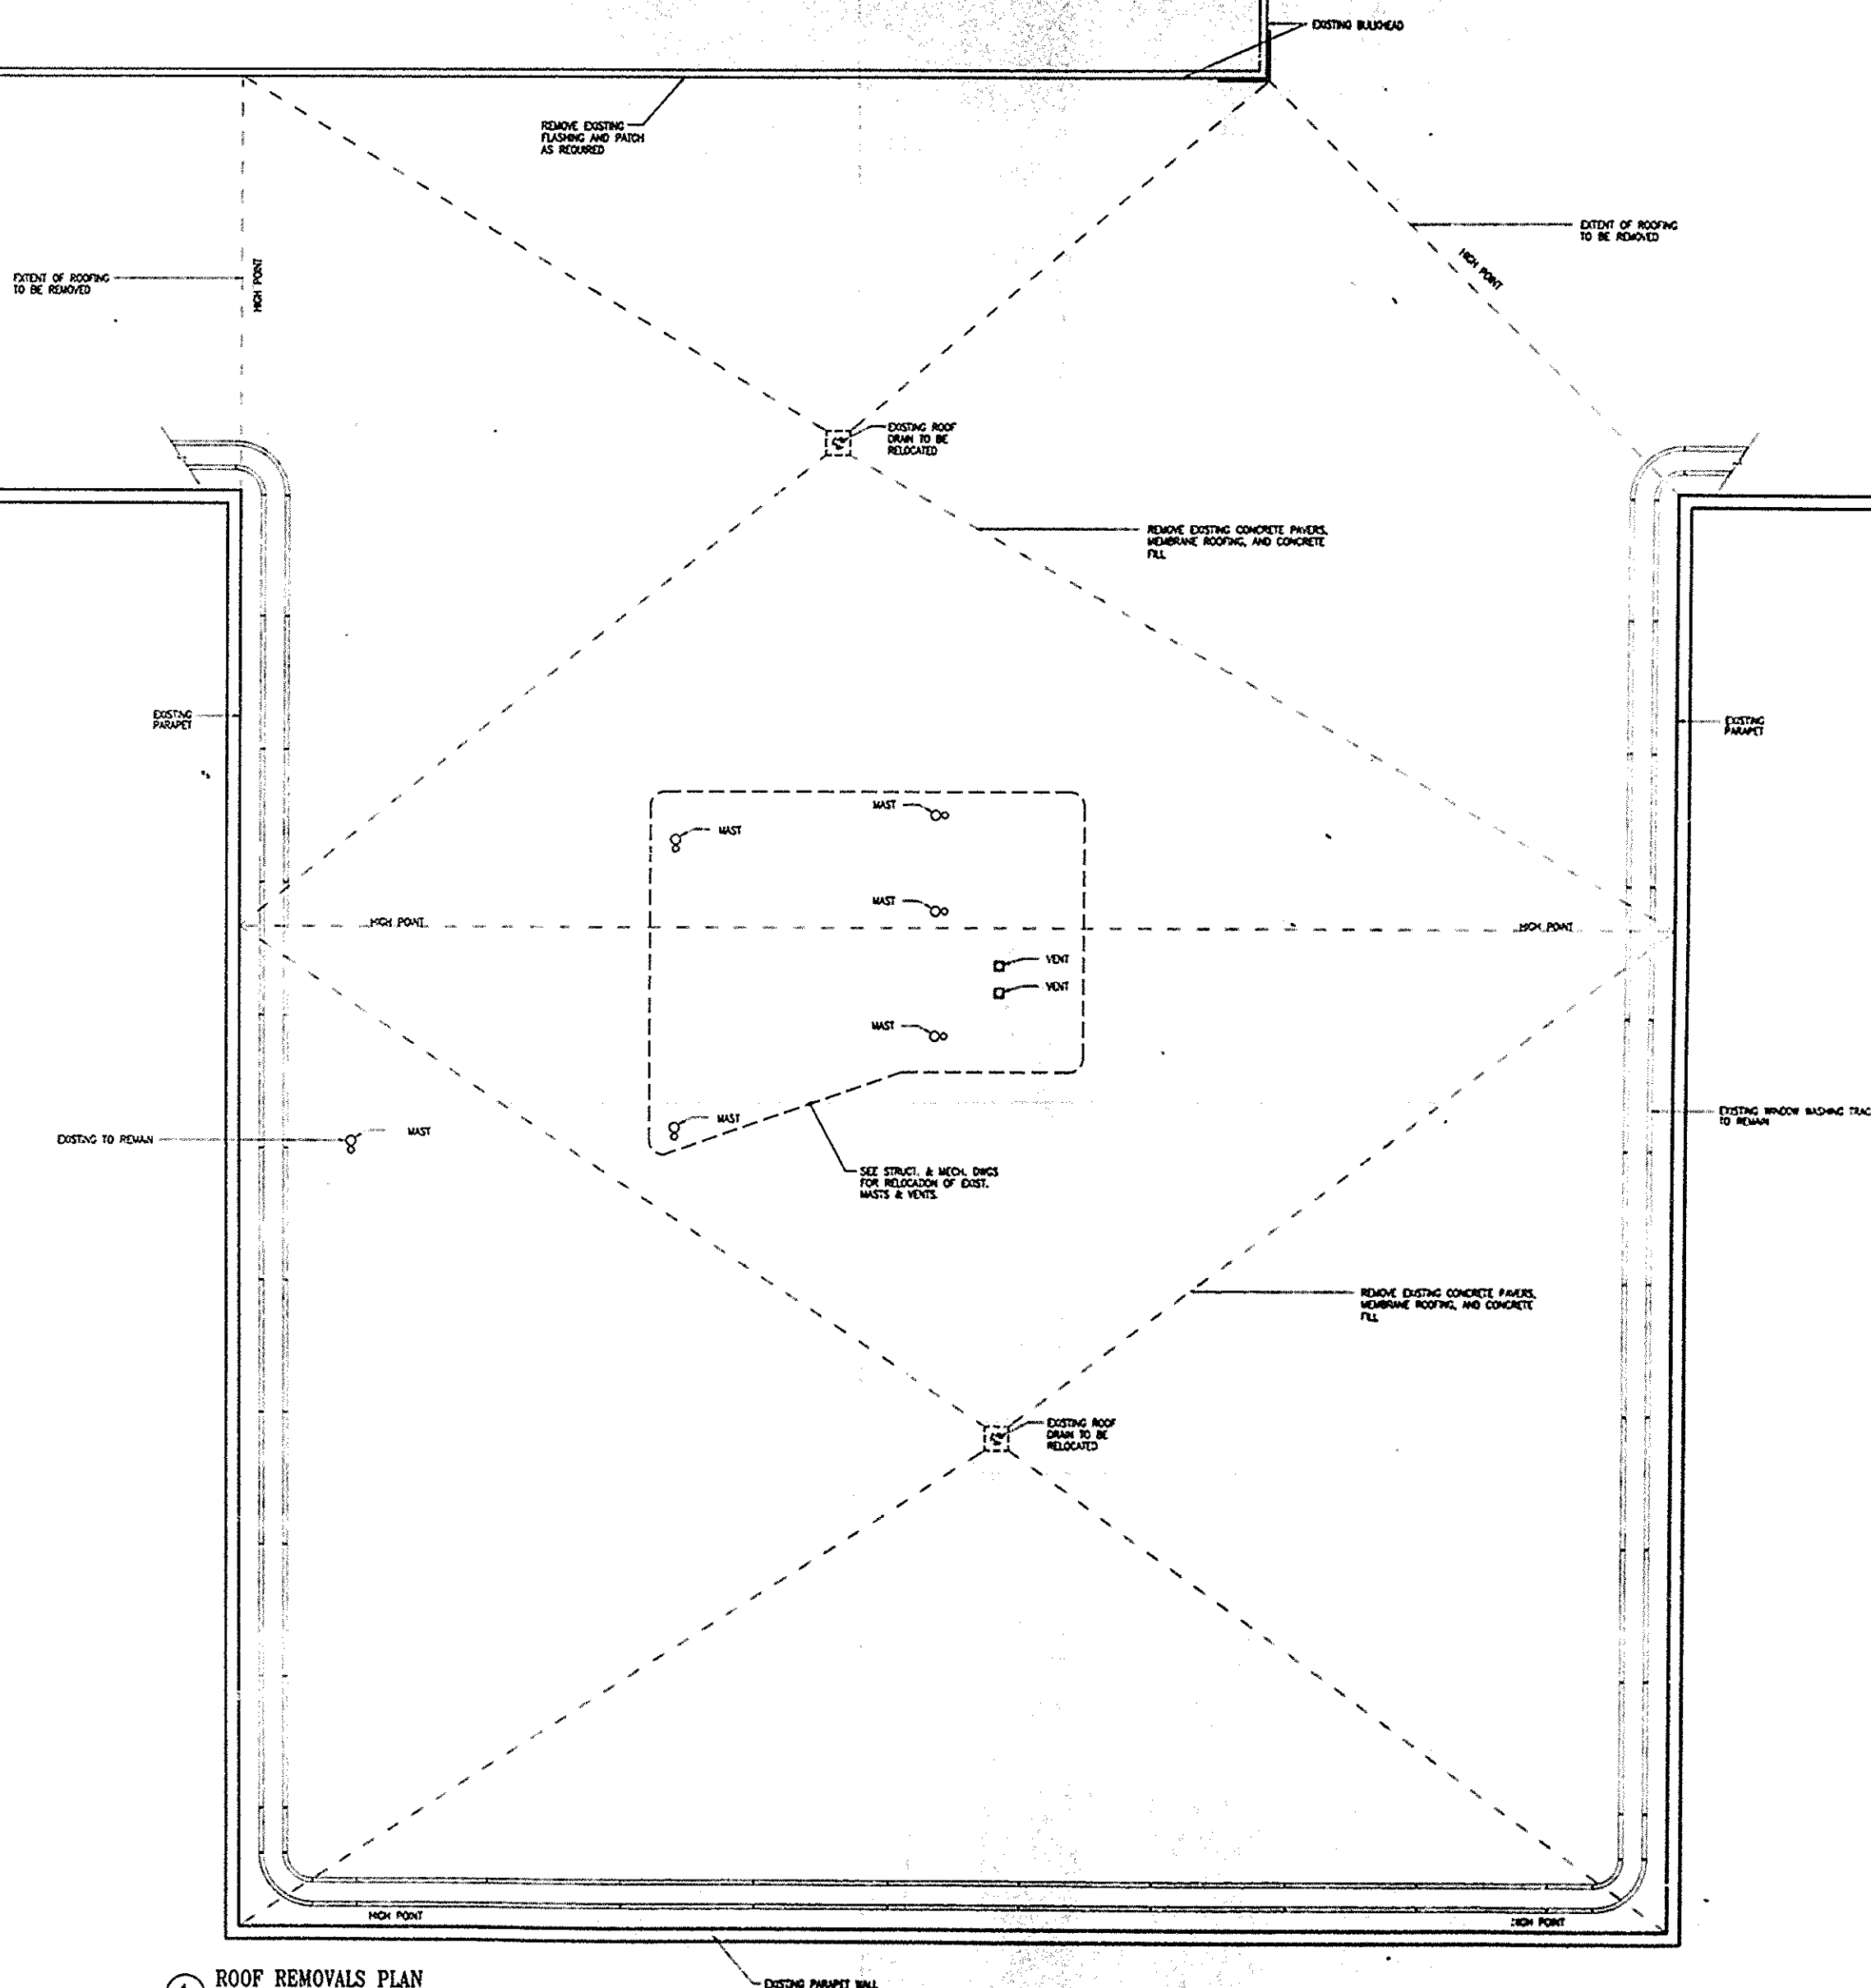 EXISTING BULKHEAD
REMOVE EXISTING
FLASHING AND PATCH
AS REQUIRED
EXTENT OF ROOFING
TO BE REMOVED
HIGH POINT
EXTENT OF ROOFING
TO BE REMOVED
HIGH POINT
EXISTING ROOF
DRAIN TO BE
RELOCATED
REMOVE EXISTING CONCRETE PAVERS,
MEMBRANE ROOFING, AND CONCRETE
FILL
EXISTING
PARAPET
EXISTING
PARAPET
MAST
MAST
MAST
HIGH POINT
HIGH POINT
VENT
VENT
MAST
MAST
EXISTING TO REMAIN
MAST
EXISTING WINDOW WASHING TRAC
TO REMAIN
SEE STRUCT. & MECH. DWGS
FOR RELOCATION OF EXIST.
MASTS & VENTS.
REMOVE EXISTING CONCRETE PAVERS,
MEMBRANE ROOFING, AND CONCRETE
FILL
EXISTING ROOF
DRAIN TO BE
RELOCATED
HIGH POINT
HIGH POINT
ROOF REMOVALS PLAN
EXISTING PARAPET WALL